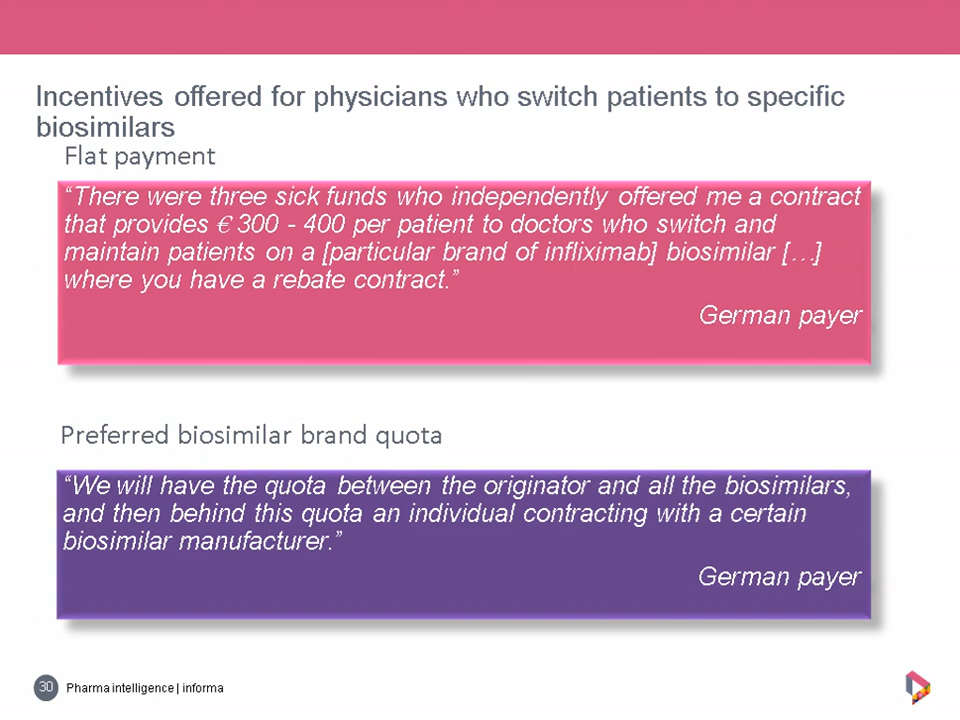 Incentives offered for physicians who switch patients to specific
biosimilars
Flat payment
“There were three sick funds who independently offered me a contract
that provides € 300 - 400 per patient to doctors who switch and
maintain patients on a [particular brand of infliximab] biosimilar […]
where you have a rebate contract.”
German payer
Preferred biosimilar brand quota
“We will have the quota between the originator and all the biosimilars,
and then behind this quota an individual contracting with a certain
biosimilar manufacturer.”
German payer
30 Pharma intelligence | informa